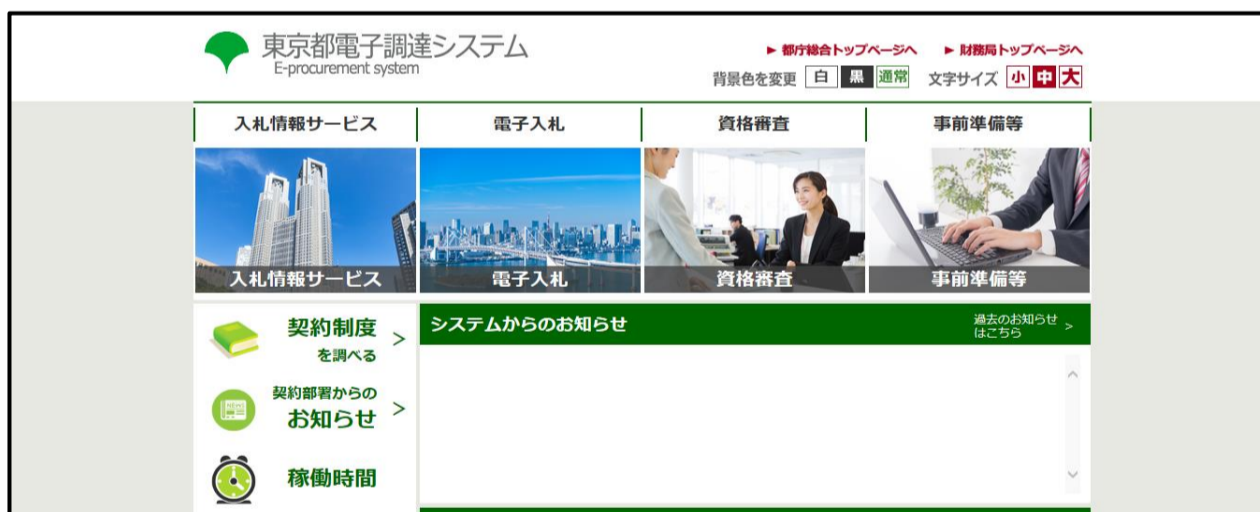 東京都電子調達システム
E-procurement system
► 都庁総合トップページへ ► 財務局トップページへ
背景色を変更 白 黒 通常 文字サイズ 小 中 大
入札情報サービス 電子入札 資格審査 事前準備等
入札情報サービス 電子入札 資格審査 事前準備等
契約制度 >
を調べる
システムからのお知らせ
過去のお知らせ
はこちら >
契約部署からの
お知らせ >
NEWS
稼働時間